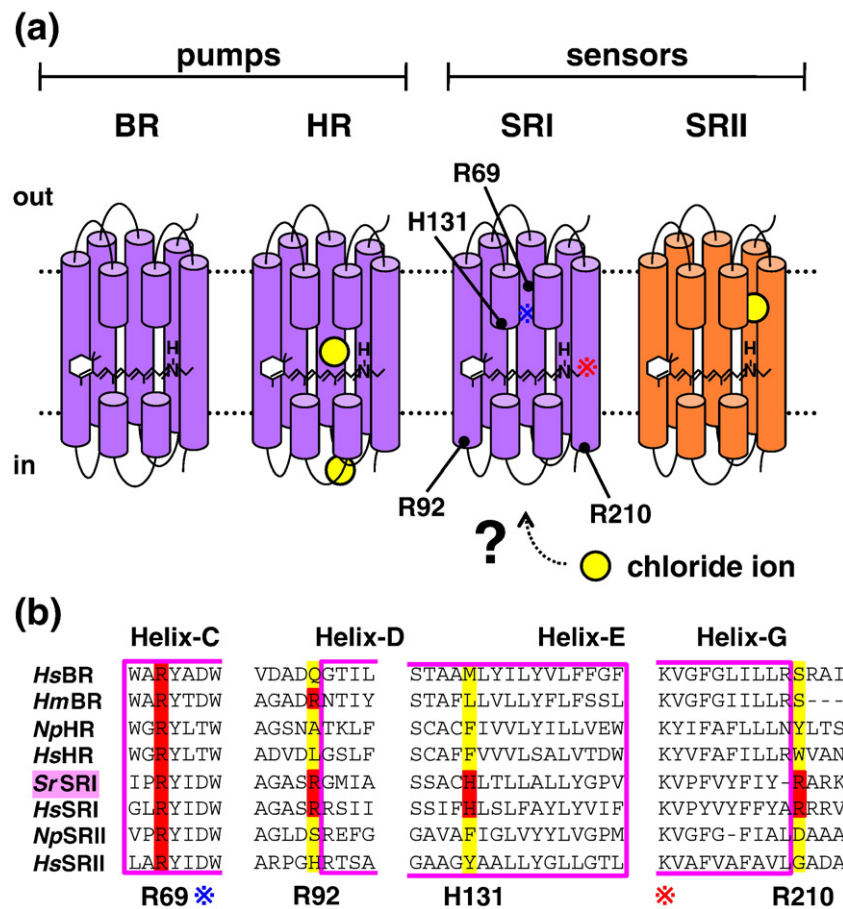 (a)
pumps sensors
BR HR SRI SRII
R69
out H131
H H H H
N N N N
in
R92 R210
? chloride ion
(b)
Helix-C Helix-D Helix-E Helix-G
HsBR WARYADW VDADQGTIL STAAMLYILYVLFFGF KVGFGLILLRSRAI
HmBR WARYTDW AGADRNTIY STAFLLVLLYFLFSSL KVGFGLILLRS---
NpHR WGRYLTW AGSNATKLF SCACFIVVLYILLVEW KYIFAFLLLNYLTS
HsHR WGRYLTW ADVDLGSLF SCAFFVVVLSALVTDW KYVFAFILLRWVAN
SrSRI IPRYIDW AGASRGMIA SSACHLTLLALLYGPV KVPFVYFIY-RARK
HsSRI GLRYIDW AGASRRSII SSIFHLSLFAYLYVIF KVPYVYFFYARRRV
NpSRII VPRYIDW AGLDSREFG GAVAFIGLVYYLVGPM KVGFG-FIALDAAA
HsSRII LARYIDW ARPGHRTSA GAAGYAALLYGLLGTL KVAFVAFAVLGADA
R69 ※ R92 H131 ※ R210